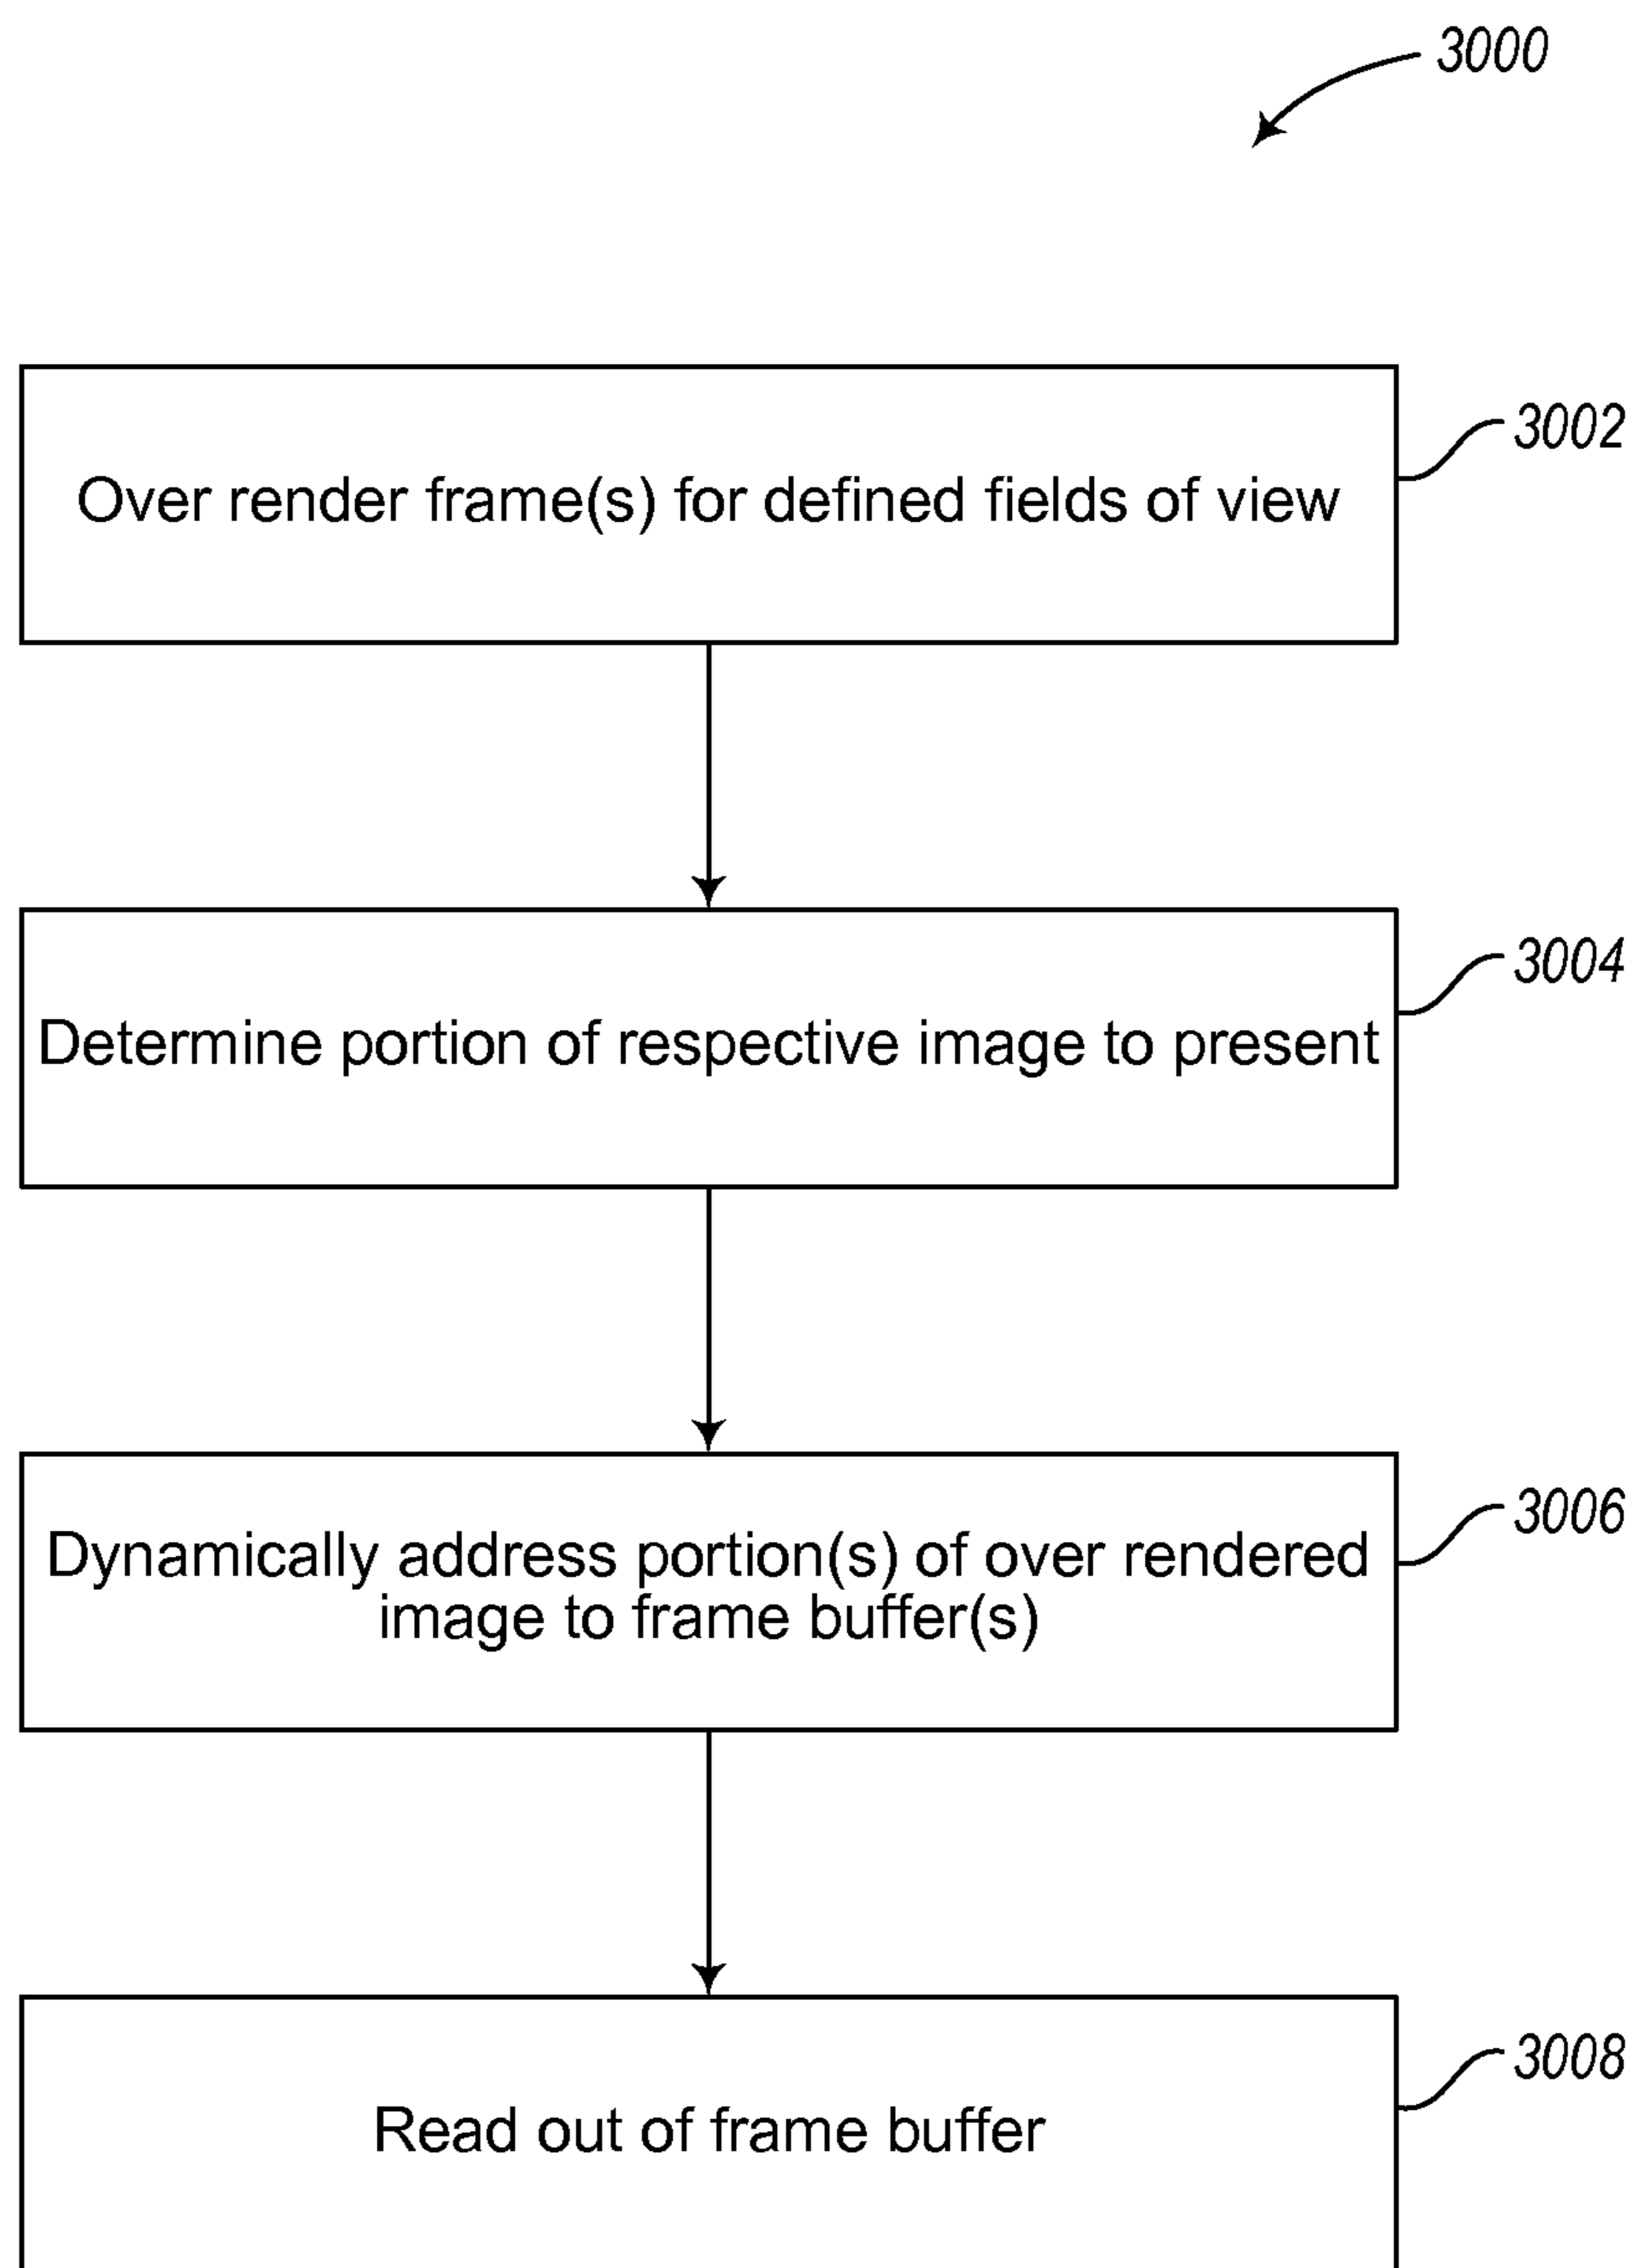 3000
Over render frame(s) for defined fields of view
3002
Determine portion of respective image to present
3004
Dynamically address portion(s) of over rendered
image to frame buffer(s)
3006
Read out of frame buffer
3008